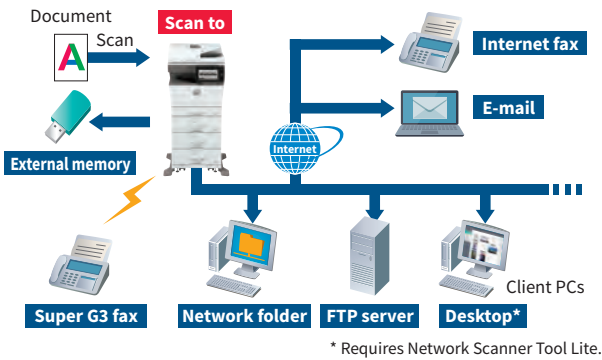 Document
Scan
Scan to
A
External memory
Internet
Internet fax
E-mail
Super G3 fax
Network folder
FTP server
Desktop*
Client PCs
* Requires Network Scanner Tool Lite.